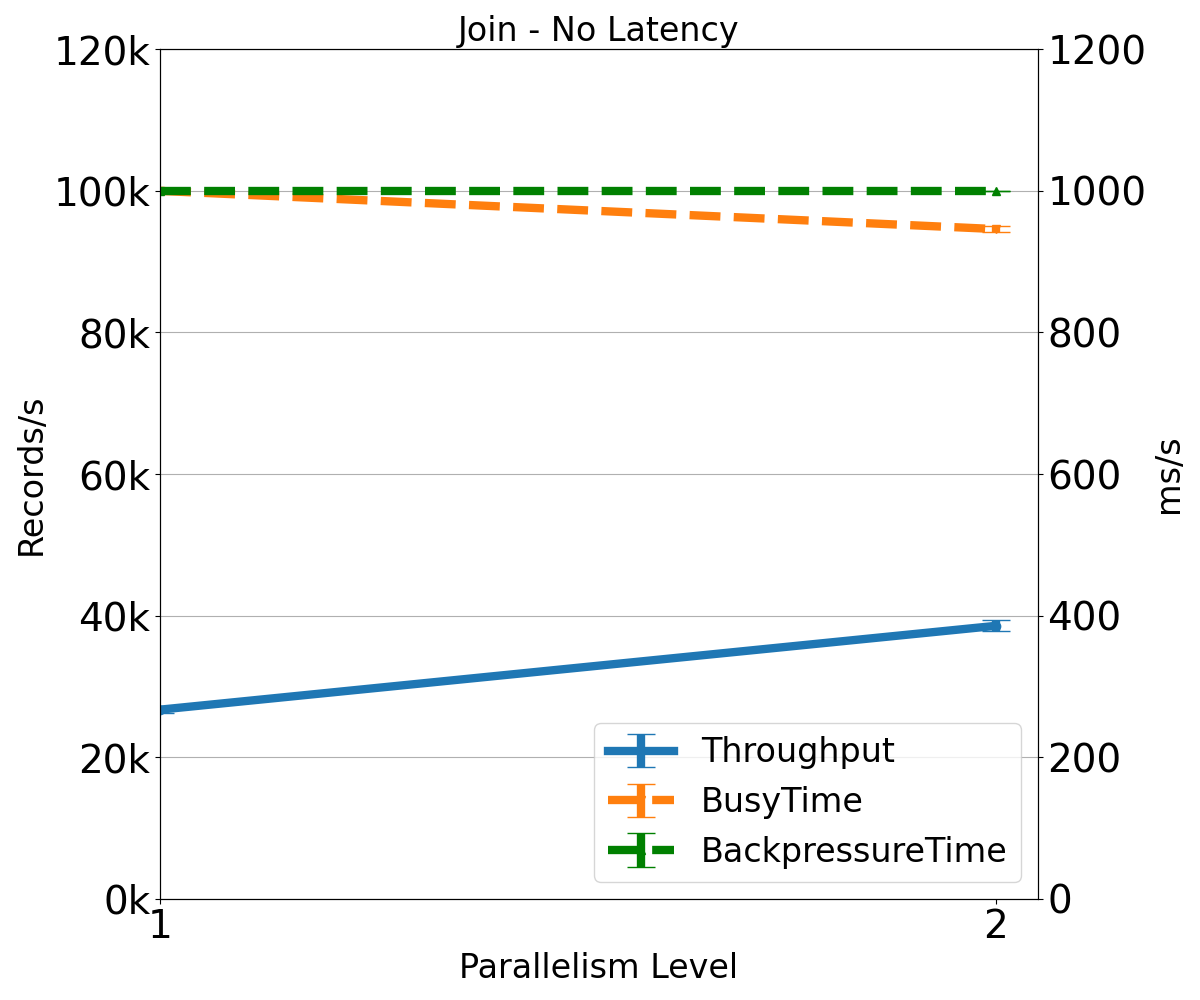 Join - No Latency
120k
100k
80k
60k
40k
20k
0k
Records/s
1200
1000
800
600
400
200
0
ms/s
1
2
Parallelism Level
Throughput
BusyTime
BackpressureTime